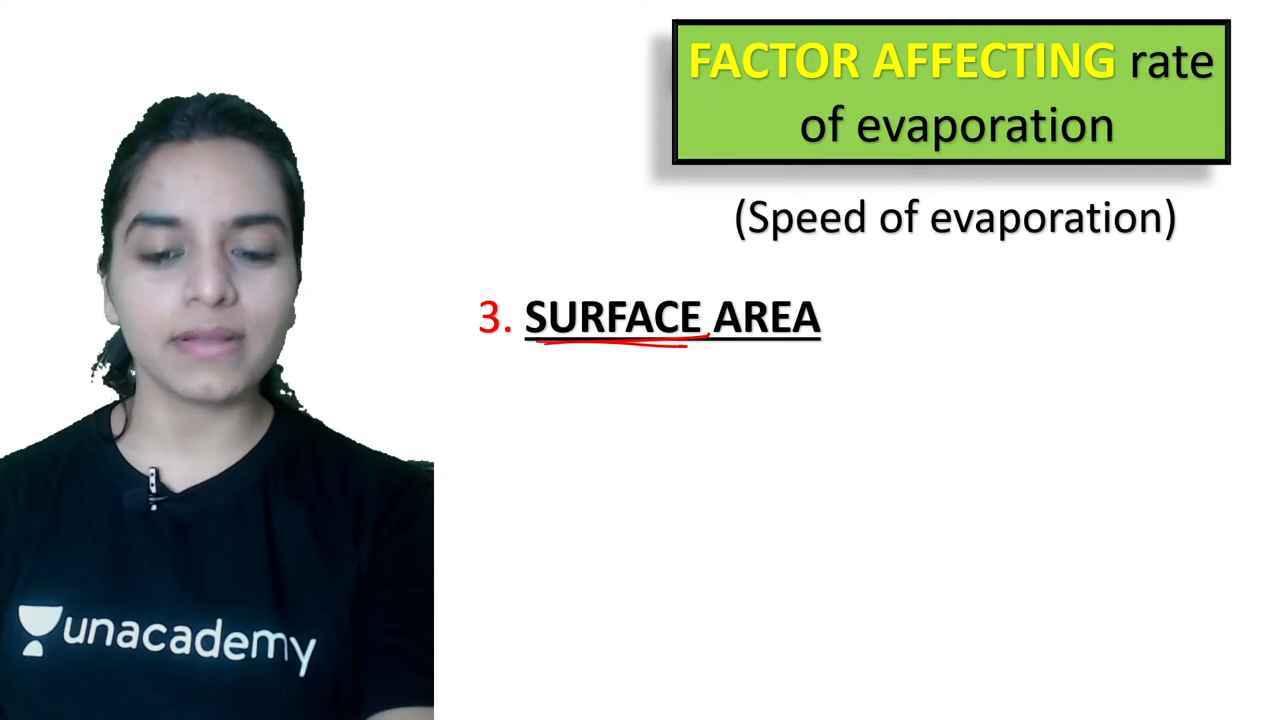 FACTOR AFFECTING rate
of evaporation
(Speed of evaporation)
3. SURFACE AREA
unacademy